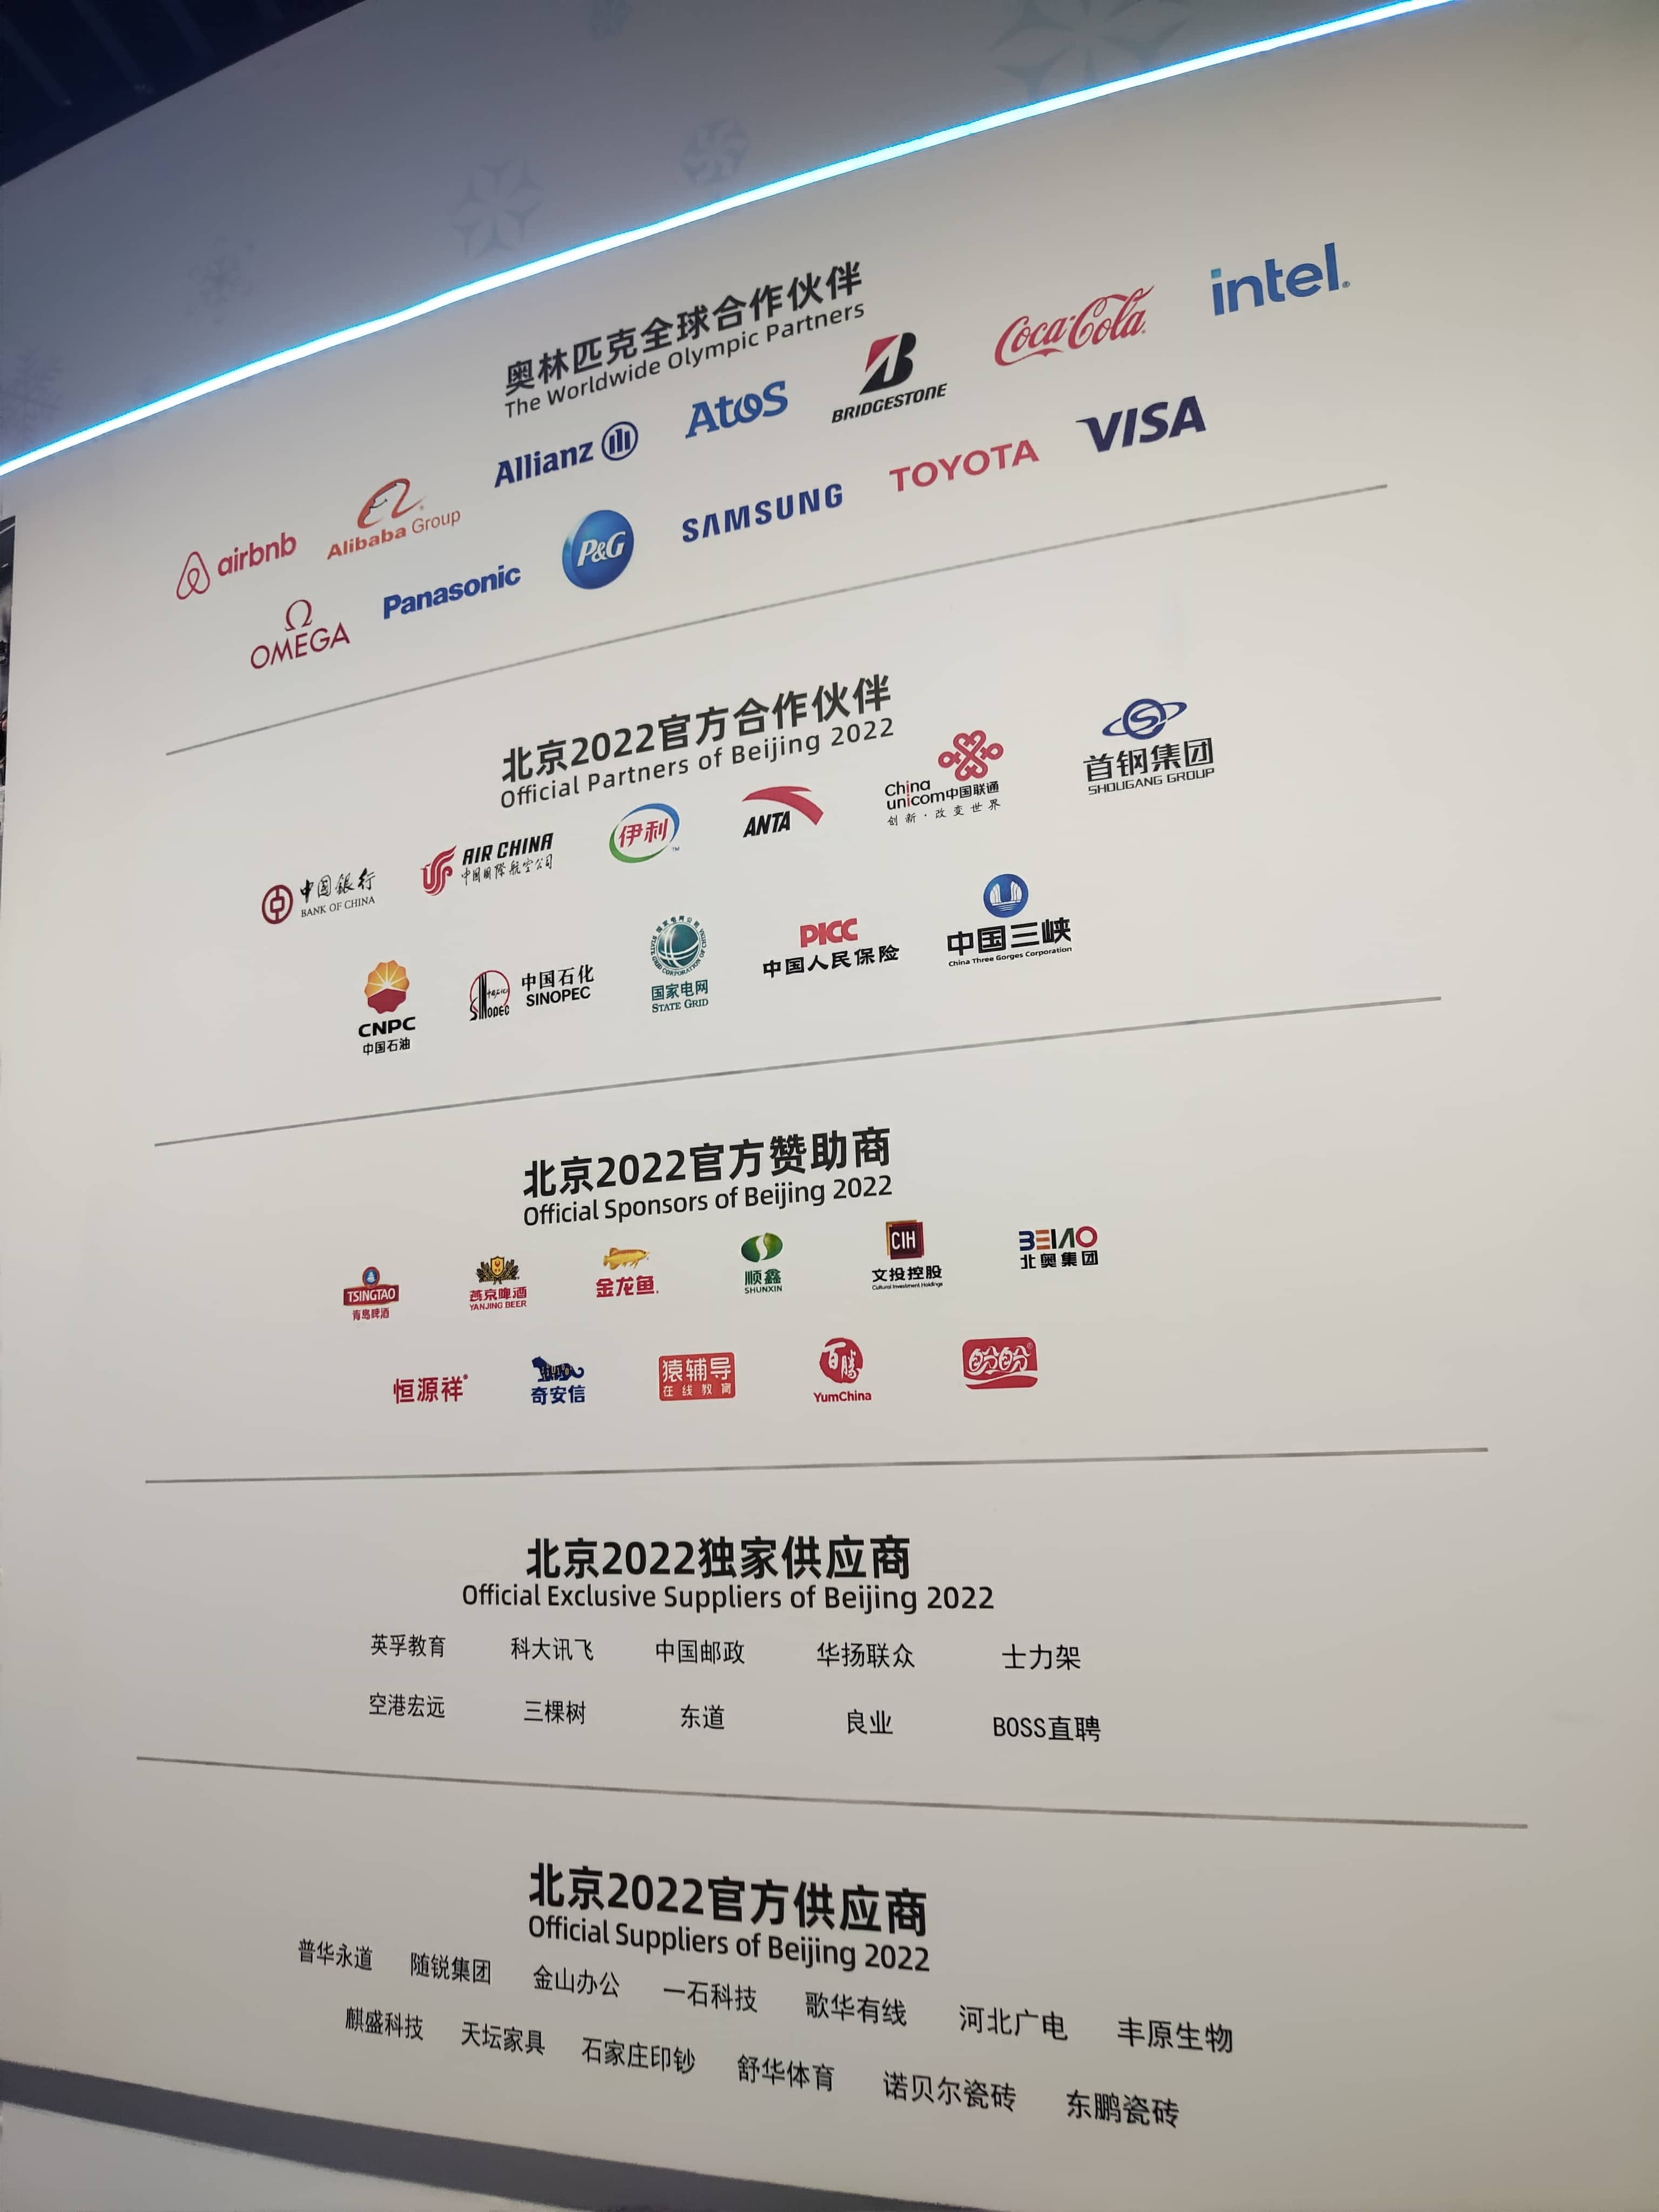 奥林匹克全球合作伙伴
The Worldwide Olympic Partners
airbnb Alibaba Group Allianz Atos BRIDGESTONE Coca-Cola intel.
OMEGA Panasonic P&G SAMSUNG TOYOTA VISA
北京2022官方合作伙伴
Official Partners of Beijing 2022
中国银行 BANK OF CHINA AIR CHINA 中国国际航空公司 伊利 ANTA China unicom中国联通 创新·改变世界 首钢集团 SHOUGANG GROUP
CNPC 中国石油 SINOPEC 中国石化 SINOPEC 国家电网公司 STATE GRID CORPORATION OF CHINA 国家电网 STATE GRID PICC 中国人民保险 中国三峡 China Three Gorges Corporation
北京2022官方赞助商
Official Sponsors of Beijing 2022
TSINGTAO 青岛啤酒 燕京啤酒 YANJING BEER 金龙鱼 顺鑫 SHUNXIN CIH 文投控股 Cultural Investment Holdings BEIAO 北奥集团
恒源祥 奇安信 猿辅导 在线教育 百胜 YumChina 盼盼
北京2022独家供应商
Official Exclusive Suppliers of Beijing 2022
英孚教育 科大讯飞 中国邮政 华扬联众 士力架
空港宏远 三棵树 东道 良业 BOSS直聘
北京2022官方供应商
Official Suppliers of Beijing 2022
普华永道 随锐集团 金山办公 一石科技 歌华有线 河北广电 丰原生物
麒盛科技 天坛家具 石家庄印钞 舒华体育 诺贝尔瓷砖 东鹏瓷砖